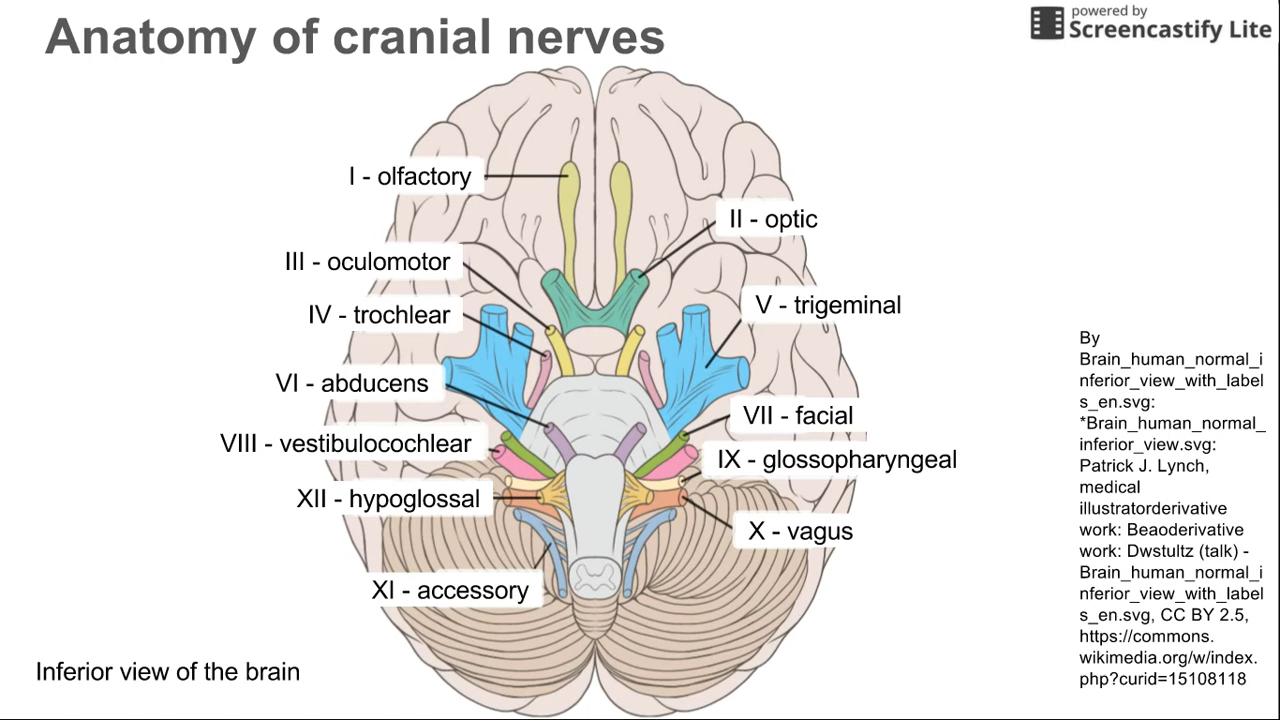 Anatomy of cranial nerves
powered by
Screencastify Lite
I - olfactory
II - optic
III - oculomotor
V - trigeminal
IV - trochlear
VI - abducens
VII - facial
VIII - vestibulocochlear
IX - glossopharyngeal
XII - hypoglossal
X - vagus
XI - accessory
Inferior view of the brain
By
Brain_human_normal_i
nferior_view_with_label
s_en.svg:
*Brain_human_normal_
inferior_view.svg:
Patrick J. Lynch,
medical
illustratorderivative
work: Beaoderivative
work: Dwstultz (talk) -
Brain_human_normal_i
nferior_view_with_label
s_en.svg, CC BY 2.5,
https://commons.
wikimedia.org/w/index.
php?curid=15108118